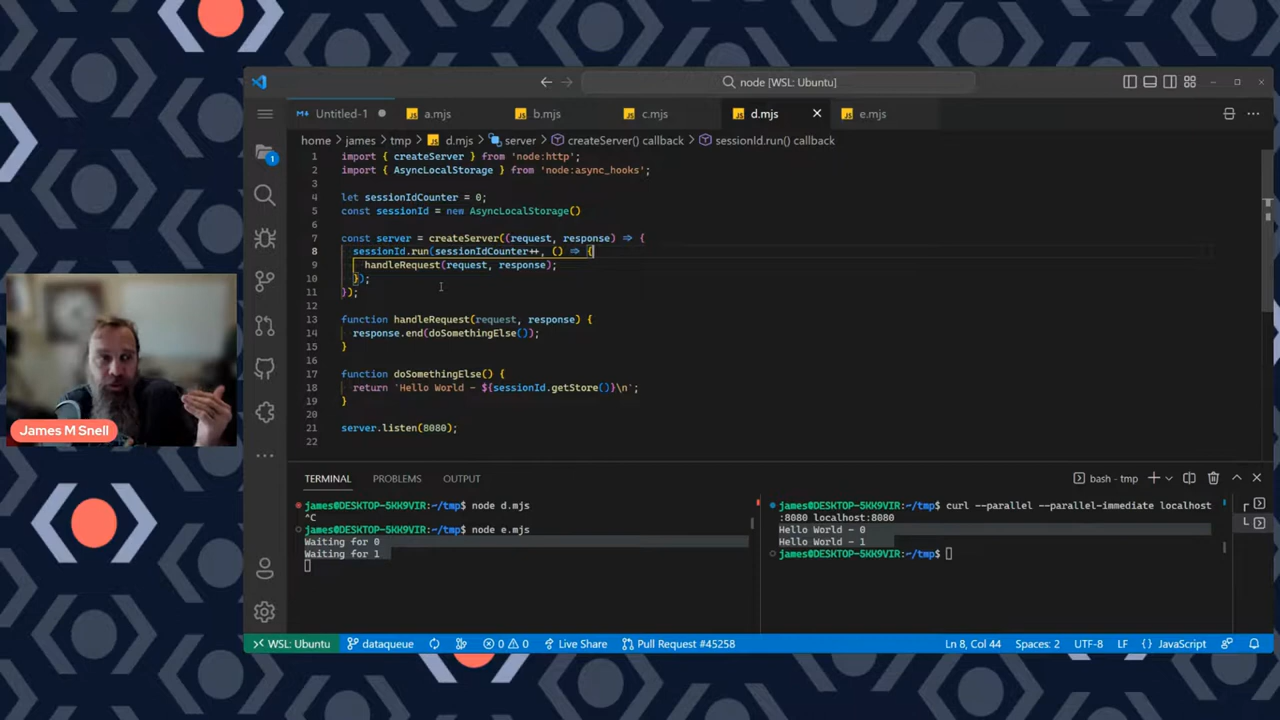 node [WSL: Ubuntu]
Untitled-1
a.mjs
b.mjs
c.mjs
d.mjs
e.mjs
home > james > tmp > d.mjs > server > createServer() callback > sessionId.run() callback
1 import { createServer } from 'node:http';
2 import { AsyncLocalStorage } from 'node:async_hooks';
3
4 let sessionIdCounter = 0;
5 const sessionId = new AsyncLocalStorage()
6
7 const server = createServer((request, response) => {
8 sessionId.run(sessionIdCounter++, () => {
9 handleRequest(request, response);
10 });
11 });
12
13 function handleRequest(request, response) {
14 response.end(doSomethingElse());
15 }
16
17 function doSomethingElse() {
18 return `Hello World - ${sessionId.getStore()}\n`;
19 }
20
21 server.listen(8080);
22
1
James M Snell
TERMINAL
PROBLEMS
OUTPUT
bash - tmp
james@DESKTOP-5KK9VIR:~/tmp$ node d.mjs
^C
james@DESKTOP-5KK9VIR:~/tmp$ node e.mjs
Waiting for 0
Waiting for 1
james@DESKTOP-5KK9VIR:~/tmp$ curl --parallel --parallel-immediate localhost
:8080 localhost:8080
Hello World - 0
Hello World - 1
james@DESKTOP-5KK9VIR:~/tmp$
WSL: Ubuntu
dataqueue
0
0
Live Share
Pull Request #45258
Ln 8, Col 44
Spaces: 2
UTF-8
LF
{} JavaScript